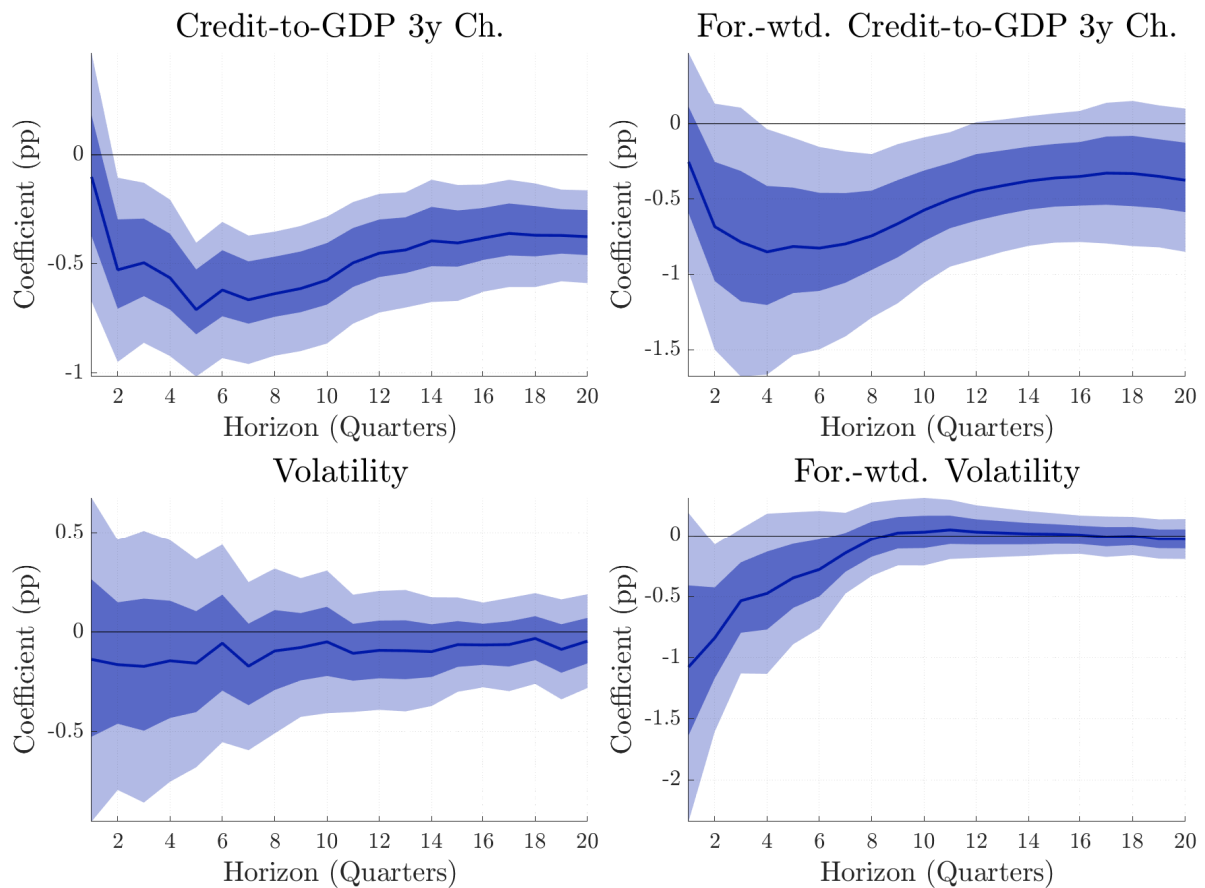 Credit-to-GDP 3y Ch.
Coefficient (pp)
0
-0.5
-1
2 4 6 8 10 12 14 16 18 20
Horizon (Quarters)
For.-wtd. Credit-to-GDP 3y Ch.
Coefficient (pp)
0
-0.5
-1
-1.5
2 4 6 8 10 12 14 16 18 20
Horizon (Quarters)
Volatility
Coefficient (pp)
0.5
0
-0.5
2 4 6 8 10 12 14 16 18 20
Horizon (Quarters)
For.-wtd. Volatility
Coefficient (pp)
0
-0.5
-1
-1.5
-2
2 4 6 8 10 12 14 16 18 20
Horizon (Quarters)